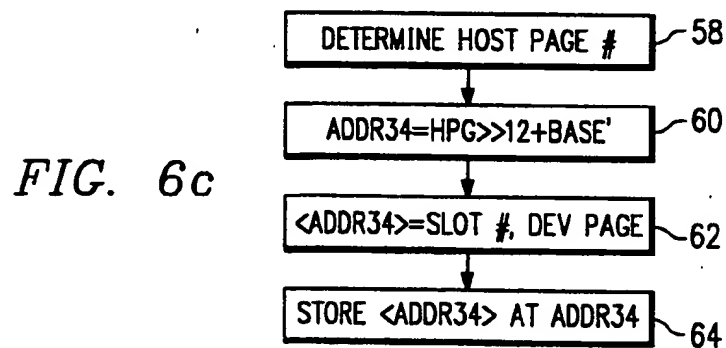 DETERMINE HOST PAGE # 58
ADDR34=HPG>>12+BASE' 60
FIG. 6c
<ADDR34>=SLOT #, DEV PAGE 62
STORE <ADDR34> AT ADDR34 64